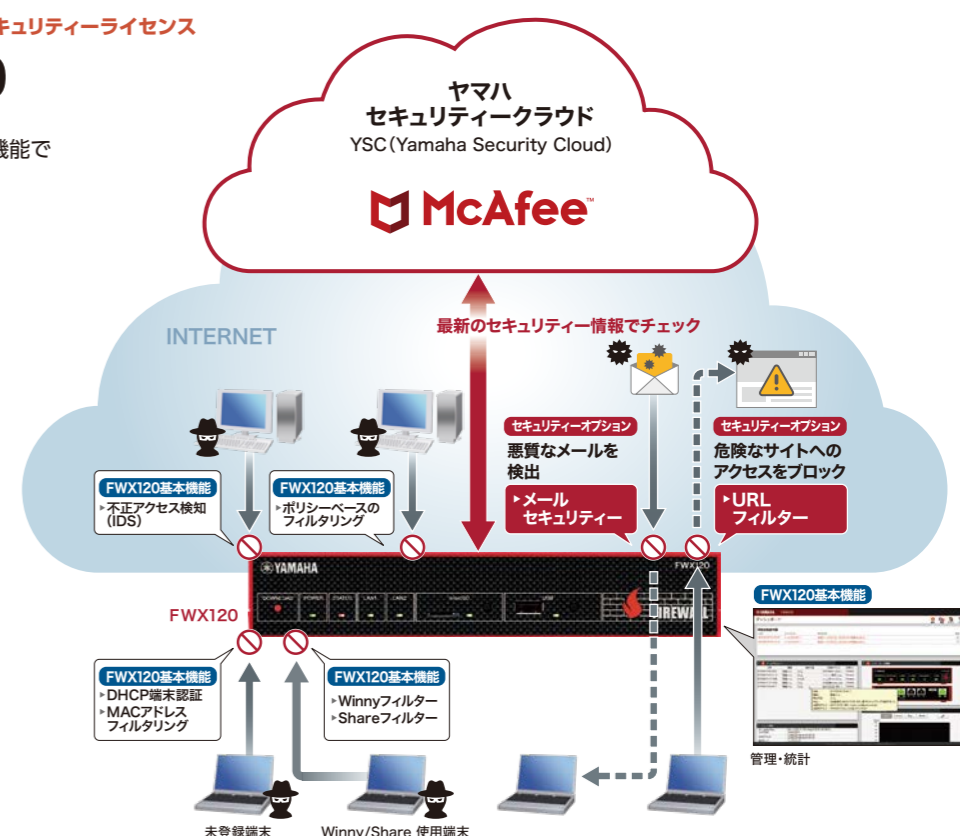 キュリティーライセンス
機能で
ヤマハ
セキュリティークラウド
YSC(Yamaha Security Cloud)
McAfee™
INTERNET
最新のセキュリティー情報でチェック
セキュリティーオプション
悪質なメールを
検出
▸メール
セキュリティー
セキュリティーオプション
危険なサイトへの
アクセスをブロック
▸URL
フィルター
FWX120基本機能
▸不正アクセス検知
(IDS)
FWX120基本機能
▸ポリシーベースの
フィルタリング
YAMAHA
FWX120
DOWNLOAD POWER STATUS LAN1 LAN2
USB
FIREWALL
FWX120
FWX120基本機能
▸DHCP端末認証
▸MACアドレス
フィルタリング
FWX120基本機能
▸Winnyフィルター
▸Shareフィルター
FWX120基本機能
管理・統計
未登録端末
Winny/Share 使用端末